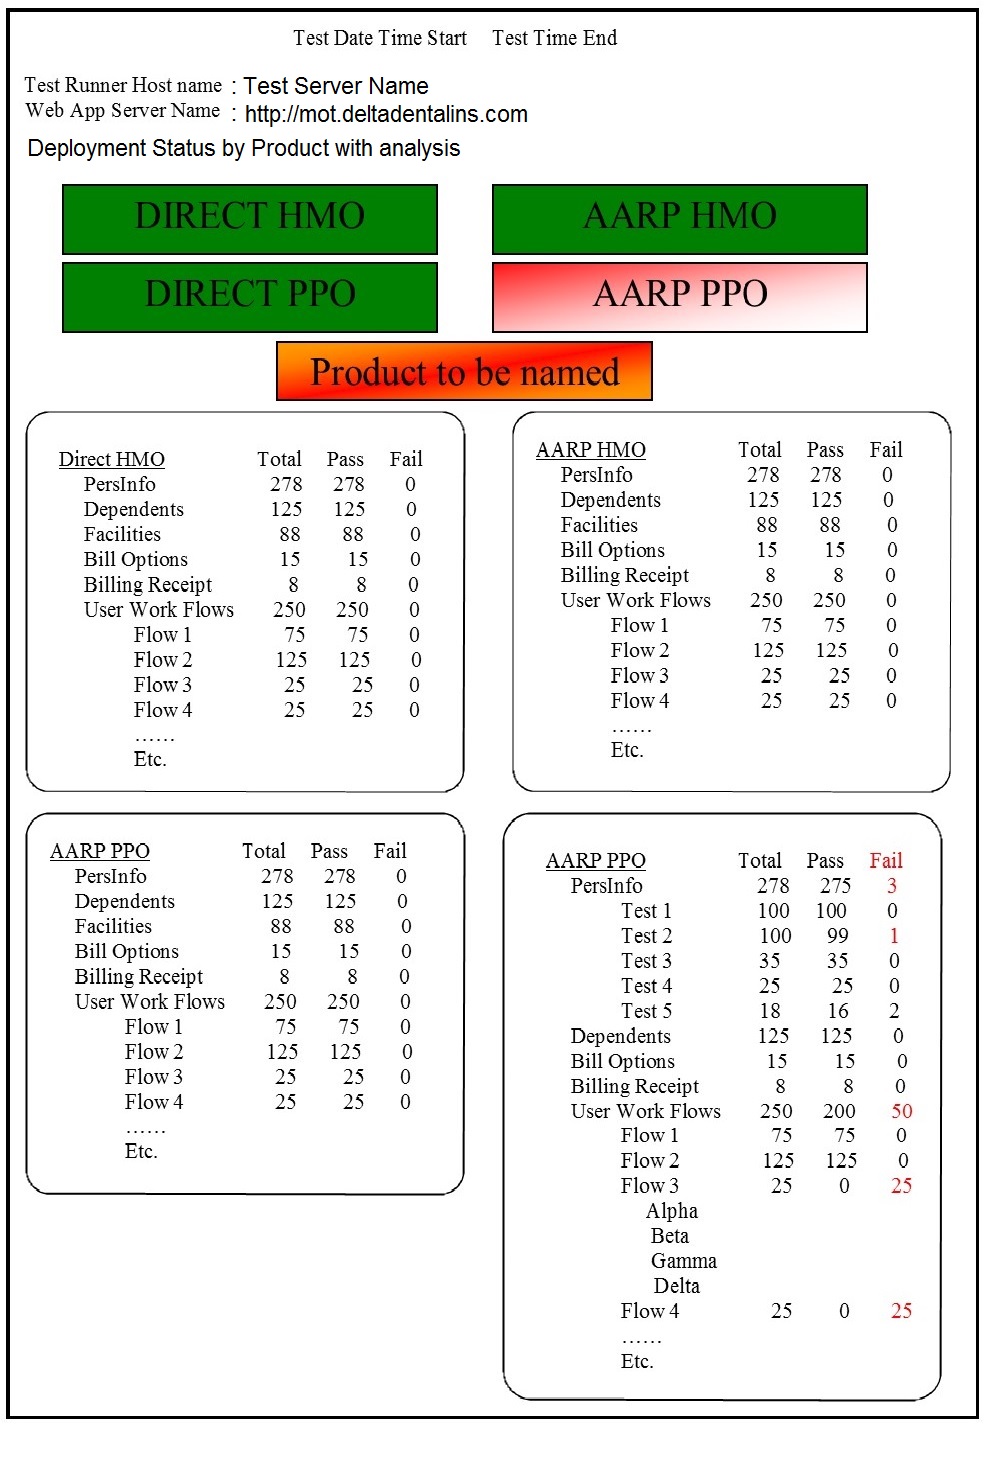 Test Date Time Start Test Time End
Test Runner Host name : Test Server Name
Web App Server Name : http://mot.deltadentalins.com
Deployment Status by Product with analysis
DIRECT HMO
AARP HMO
DIRECT PPO
AARP PPO
Product to be named
Direct HMO Total Pass Fail
PersInfo 278 278 0
Dependents 125 125 0
Facilities 88 88 0
Bill Options 15 15 0
Billing Receipt 8 8 0
User Work Flows 250 250 0
Flow 1 75 75 0
Flow 2 125 125 0
Flow 3 25 25 0
Flow 4 25 25 0
......
Etc.
AARP HMO Total Pass Fail
PersInfo 278 278 0
Dependents 125 125 0
Facilities 88 88 0
Bill Options 15 15 0
Billing Receipt 8 8 0
User Work Flows 250 250 0
Flow 1 75 75 0
Flow 2 125 125 0
Flow 3 25 25 0
Flow 4 25 25 0
......
Etc.
AARP PPO Total Pass Fail
PersInfo 278 278 0
Dependents 125 125 0
Facilities 88 88 0
Bill Options 15 15 0
Billing Receipt 8 8 0
User Work Flows 250 250 0
Flow 1 75 75 0
Flow 2 125 125 0
Flow 3 25 25 0
Flow 4 25 25 0
......
Etc.
AARP PPO Total Pass Fail
PersInfo 278 275 3
Test 1 100 100 0
Test 2 100 99 1
Test 3 35 35 0
Test 4 25 25 0
Test 5 18 16 2
Dependents 125 125 0
Bill Options 15 15 0
Billing Receipt 8 8 0
User Work Flows 250 200 50
Flow 1 75 75 0
Flow 2 125 125 0
Flow 3 25 0 25
Alpha
Beta
Gamma
Delta
Flow 4 25 0 25
......
Etc.